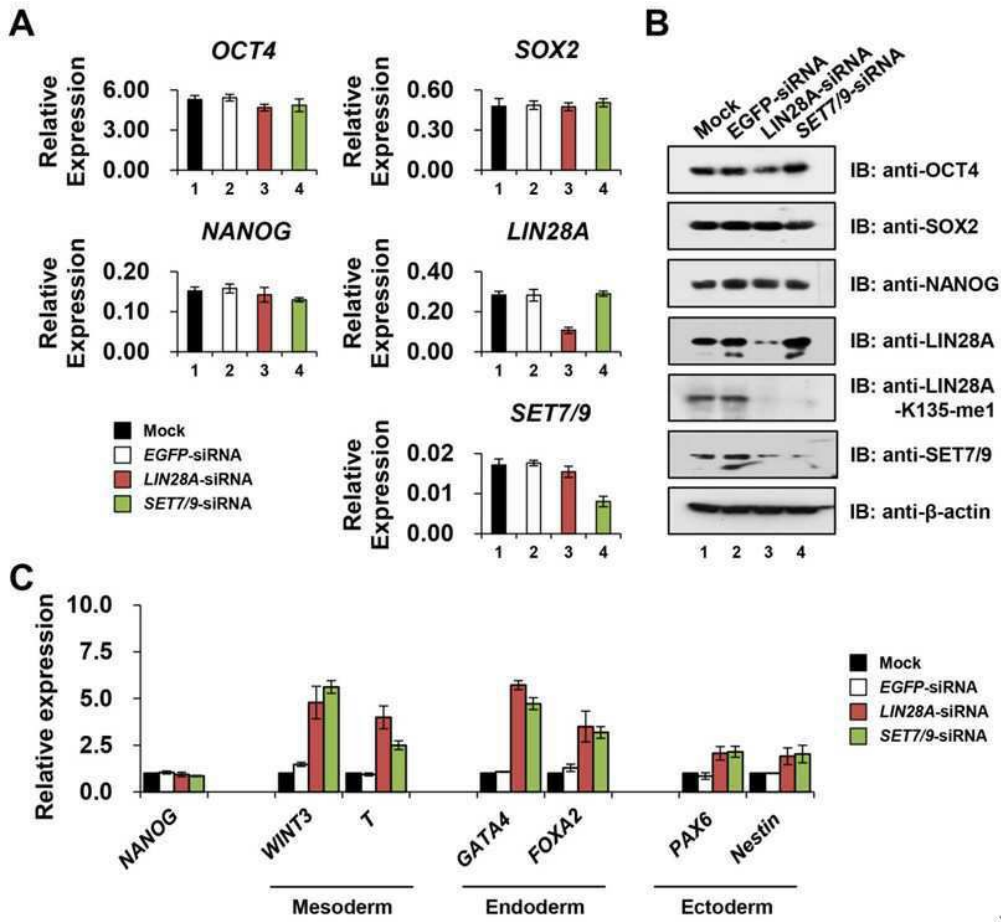 A
OCT4
Relative
Expression
6.00
3.00
0.00
1 2 3 4
SOX2
Relative
Expression
0.60
0.30
0.00
1 2 3 4
NANOG
Relative
Expression
0.20
0.10
0.00
1 2 3 4
LIN28A
Relative
Expression
0.40
0.20
0.00
1 2 3 4
Mock
EGFP-siRNA
LIN28A-siRNA
SET7/9-siRNA
SET7/9
Relative
Expression
0.02
0.01
0.00
1 2 3 4
B
Mock
EGFP-siRNA
LIN28A-siRNA
SET7/9-siRNA
IB: anti-OCT4
IB: anti-SOX2
IB: anti-NANOG
IB: anti-LIN28A
IB: anti-LIN28A
-K135-me1
IB: anti-SET7/9
IB: anti-β-actin
1 2 3 4
C
Relative expression
10.0
7.5
5.0
2.5
0.0
NANOG
WINT3
T
GATA4
FOXA2
PAX6
Nestin
Mesoderm
Endoderm
Ectoderm
Mock
EGFP-siRNA
LIN28A-siRNA
SET7/9-siRNA